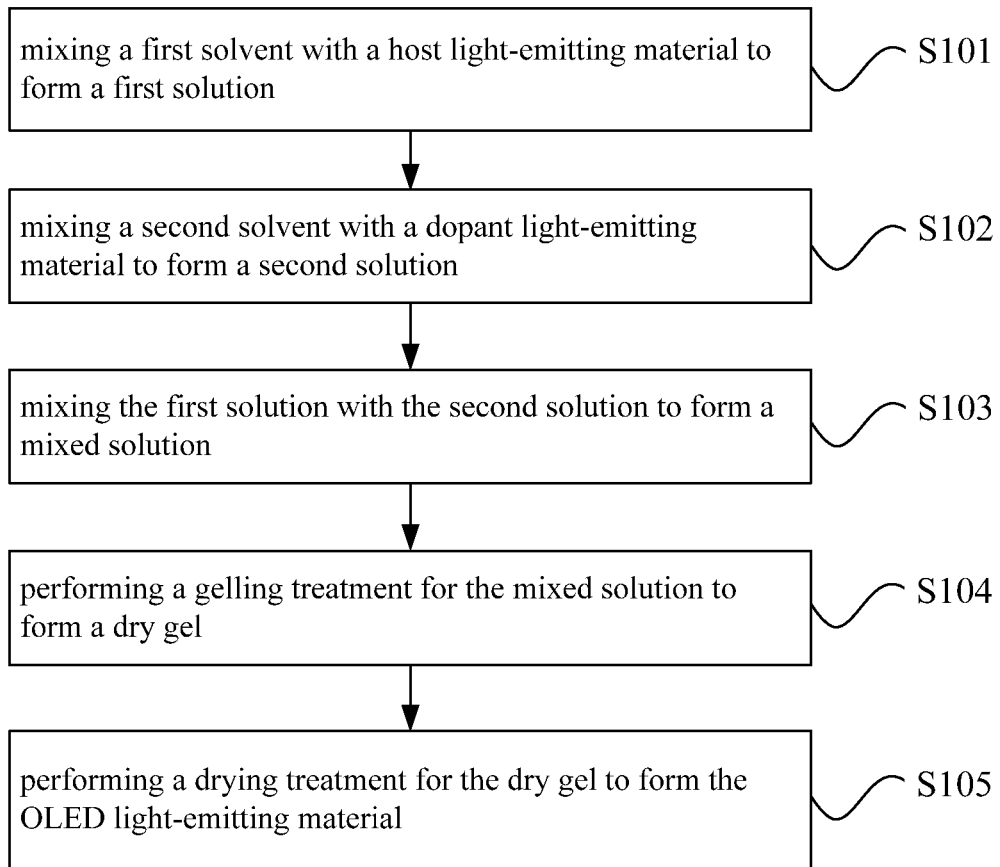 mixing a first solvent with a host light-emitting material to
form a first solution
S101
mixing a second solvent with a dopant light-emitting
material to form a second solution
S102
mixing the first solution with the second solution to form a
mixed solution
S103
performing a gelling treatment for the mixed solution to
form a dry gel
S104
performing a drying treatment for the dry gel to form the
OLED light-emitting material
S105